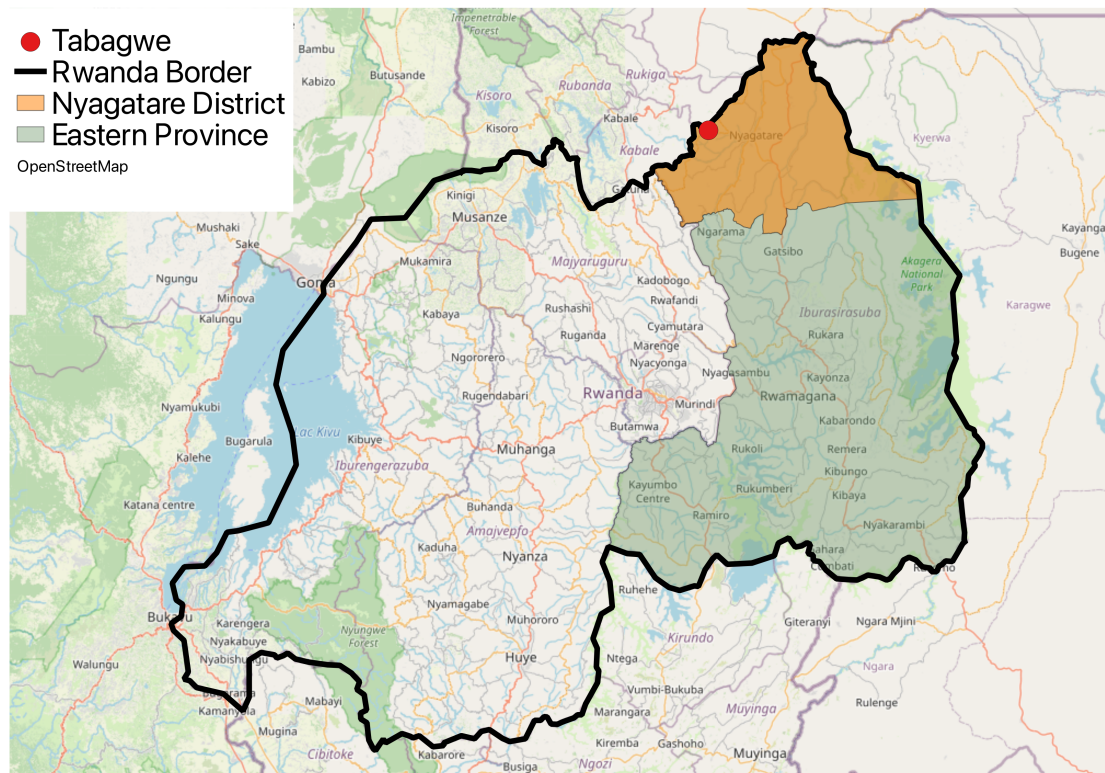 Tabagwe
Rwanda Border
Nyagatare District
Eastern Province
OpenStreetMap
Impenetrable
Forest
Bambu
Kabizo
Butusande
Kisoro
Rubanda
Rukiga
Kisoro
Kabale
Kabale
Nyagatare
Kyerwa
Kinigi
Musanze
Ngarama
Gatsibo
Mushaki
Sake
Goma
Mukamira
Majyaruguru
Kadobogo
Rwafandi
Akagera
National
Park
Kayanga
Bugene
Ngungu
Minova
Kalungu
Kabaya
Rushashi
Ruganda
Cyamutara
Marenge
Nyacyonga
Iburasirasuba
Rukara
Karagwe
Ngororero
Nyagasambu
Kayonza
Rugendabari
Rwanda
Murindi
Rwamagana
Nyamukubi
Bugarula
Lac Kivu
Kibuye
Butamwa
Kabarondo
Kalehe
Iburengerazuba
Muhanga
Rukoli
Remera
Kibungo
Katana centre
Kayumbo
Centre
Rukumberi
Kibaya
Buhanda
Amajyepfo
Ramiro
Nyakarambi
Kaduha
Nyanza
Ruhehe
Nyamagabe
Muhororo
Giteranyi
Ngara Mjini
Karengera
Nyakabuye
Nyungwe
Forest
Kirundo
Walungu
Huye
Ntega
Ngara
Mabayi
Vumbi-Bukuba
Rulenge
Kamanyola
Marangara
Muyinga
Mugina
Cibitoke
Kabarore
Kiremba
Gashoho
Muyinga
Busiga
Ngozi